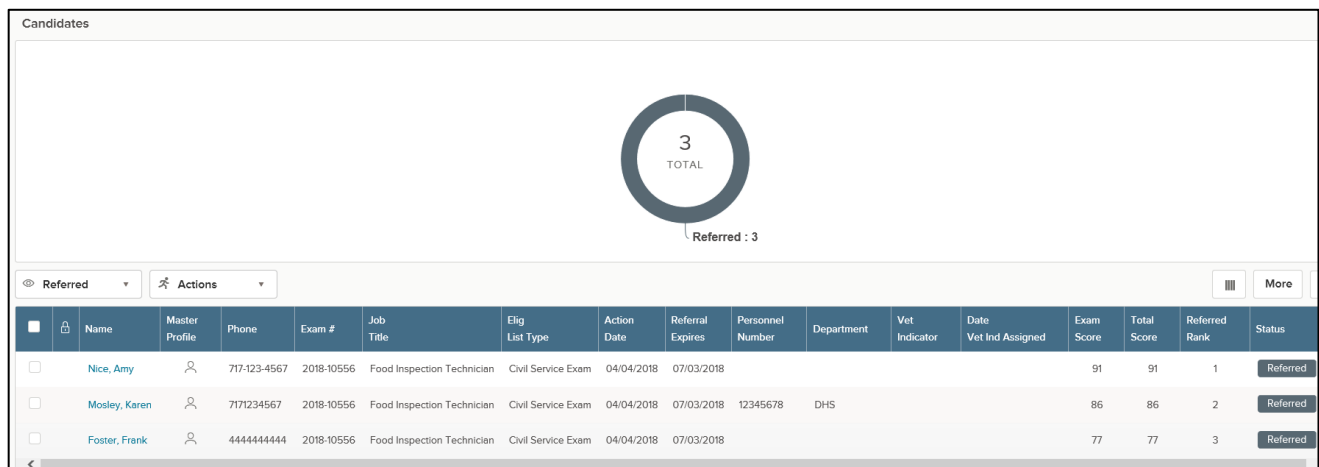 Candidates
3
TOTAL
Referred : 3
Referred Actions More
Name Master Profile Phone Exam # Job Title Elig List Type Action Date Referral Expires Personnel Number Department Vet Indicator Date Vet Ind Assigned Exam Score Total Score Referred Rank Status
Nice, Amy 717-123-4567 2018-10556 Food Inspection Technician Civil Service Exam 04/04/2018 07/03/2018 91 91 1 Referred
Mosley, Karen 7171234567 2018-10556 Food Inspection Technician Civil Service Exam 04/04/2018 07/03/2018 12345678 DHS 86 86 2 Referred
Foster, Frank 4444444444 2018-10556 Food Inspection Technician Civil Service Exam 04/04/2018 07/03/2018 77 77 3 Referred